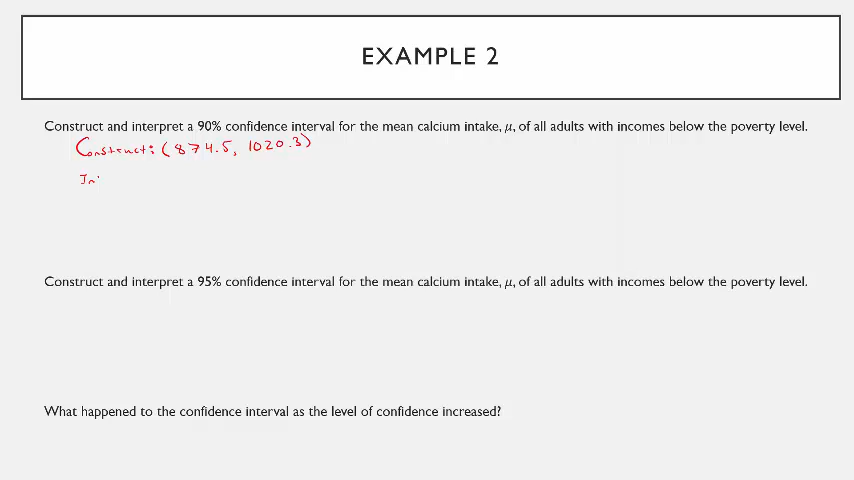 EXAMPLE 2
Construct and interpret a 90% confidence interval for the mean calcium intake, μ, of all adults with incomes below the poverty level.
Construct: (874.5, 1020.3)
In
Construct and interpret a 95% confidence interval for the mean calcium intake, μ, of all adults with incomes below the poverty level.
What happened to the confidence interval as the level of confidence increased?